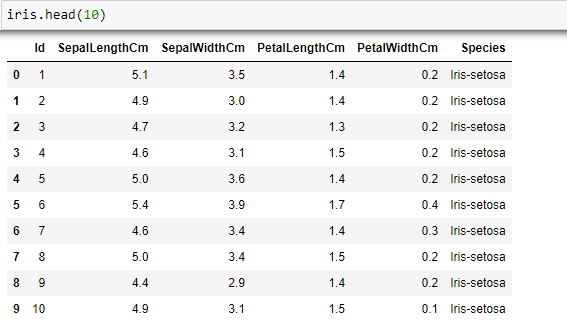 iris.head(10)
Id SepalLengthCm SepalWidthCm PetalLengthCm PetalWidthCm Species
0 1 5.1 3.5 1.4 0.2 Iris-setosa
1 2 4.9 3.0 1.4 0.2 Iris-setosa
2 3 4.7 3.2 1.3 0.2 Iris-setosa
3 4 4.6 3.1 1.5 0.2 Iris-setosa
4 5 5.0 3.6 1.4 0.2 Iris-setosa
5 6 5.4 3.9 1.7 0.4 Iris-setosa
6 7 4.6 3.4 1.4 0.3 Iris-setosa
7 8 5.0 3.4 1.5 0.2 Iris-setosa
8 9 4.4 2.9 1.4 0.2 Iris-setosa
9 10 4.9 3.1 1.5 0.1 Iris-setosa